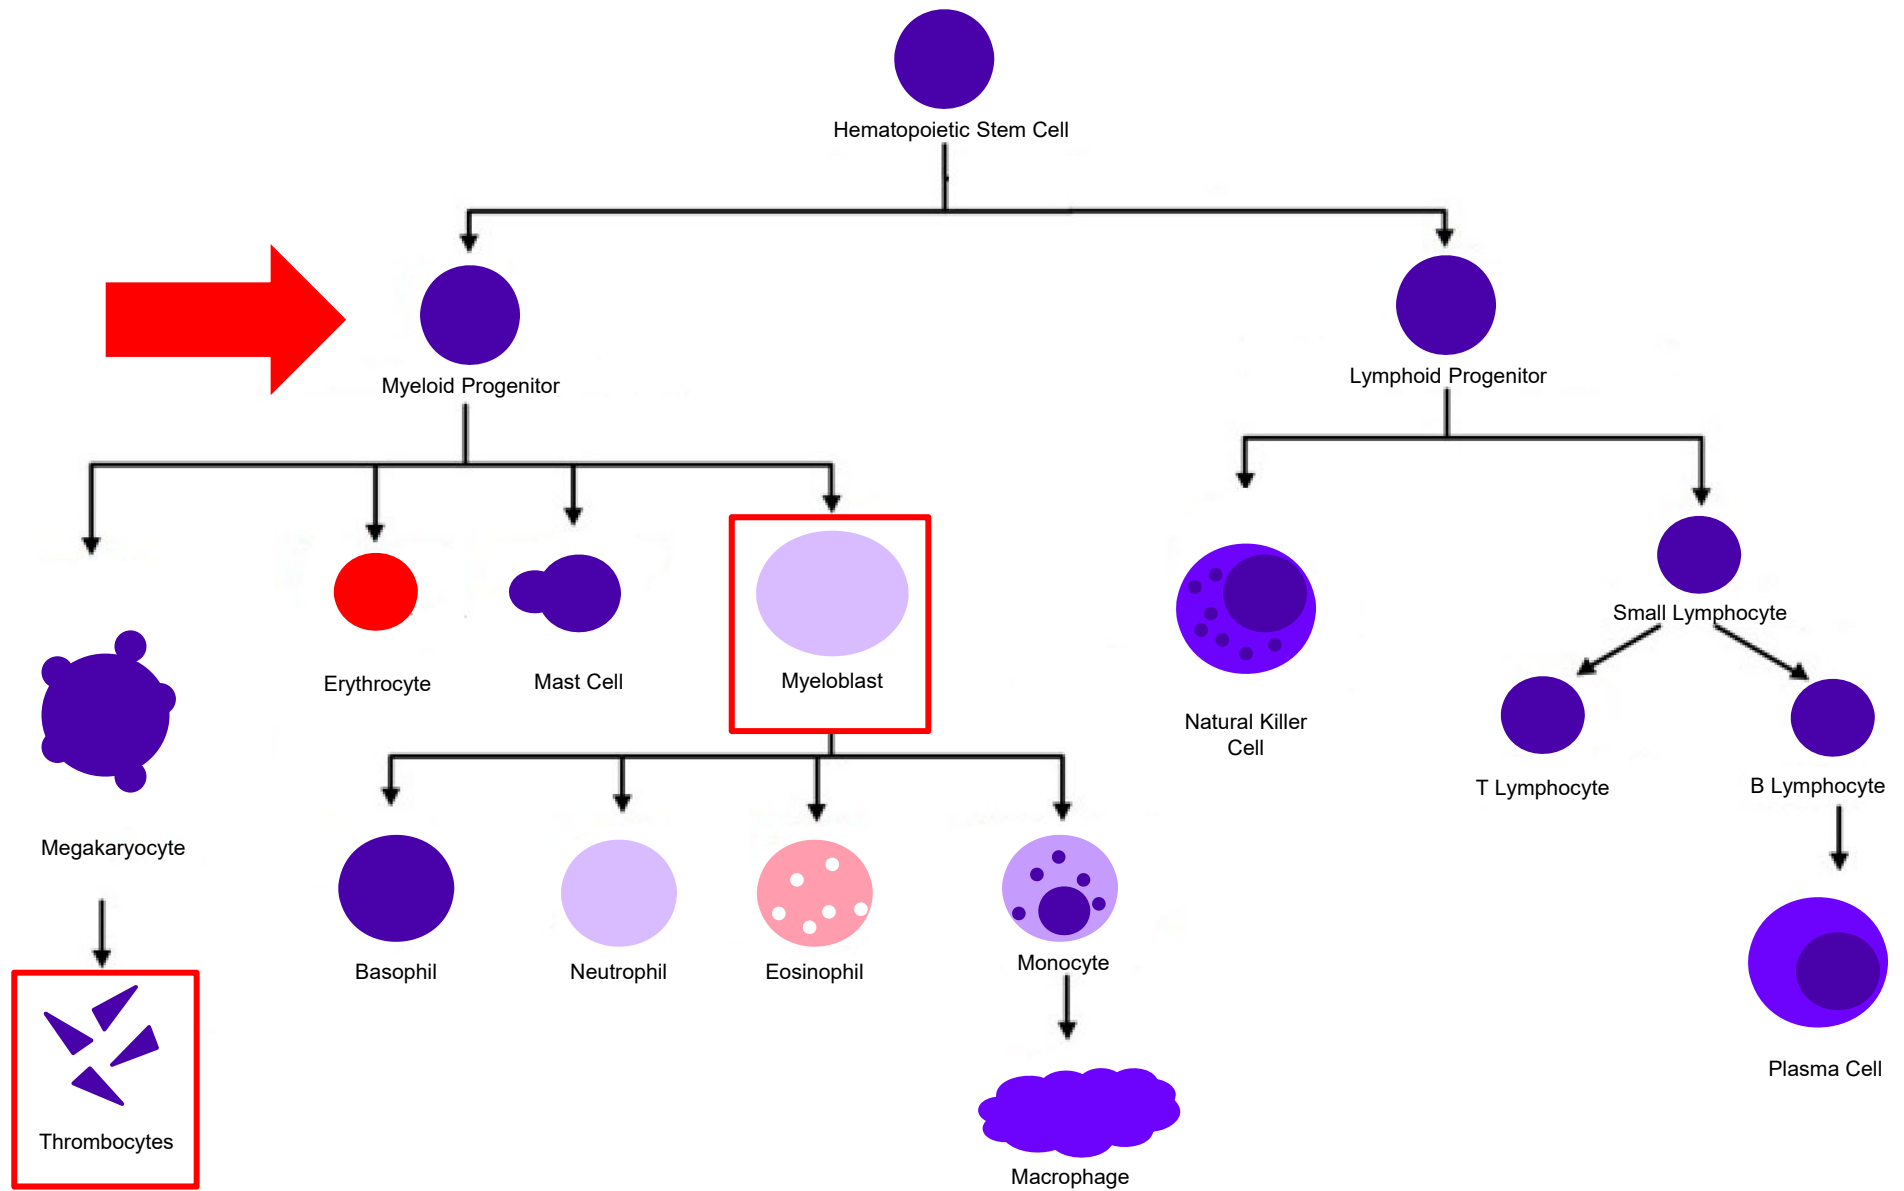 Hematopoietic Stem Cell
Myeloid Progenitor
Lymphoid Progenitor
Erythrocyte
Mast Cell
Myeloblast
Natural Killer
Cell
Small Lymphocyte
T Lymphocyte
B Lymphocyte
Megakaryocyte
Basophil
Neutrophil
Eosinophil
Monocyte
Plasma Cell
Thrombocytes
Macrophage